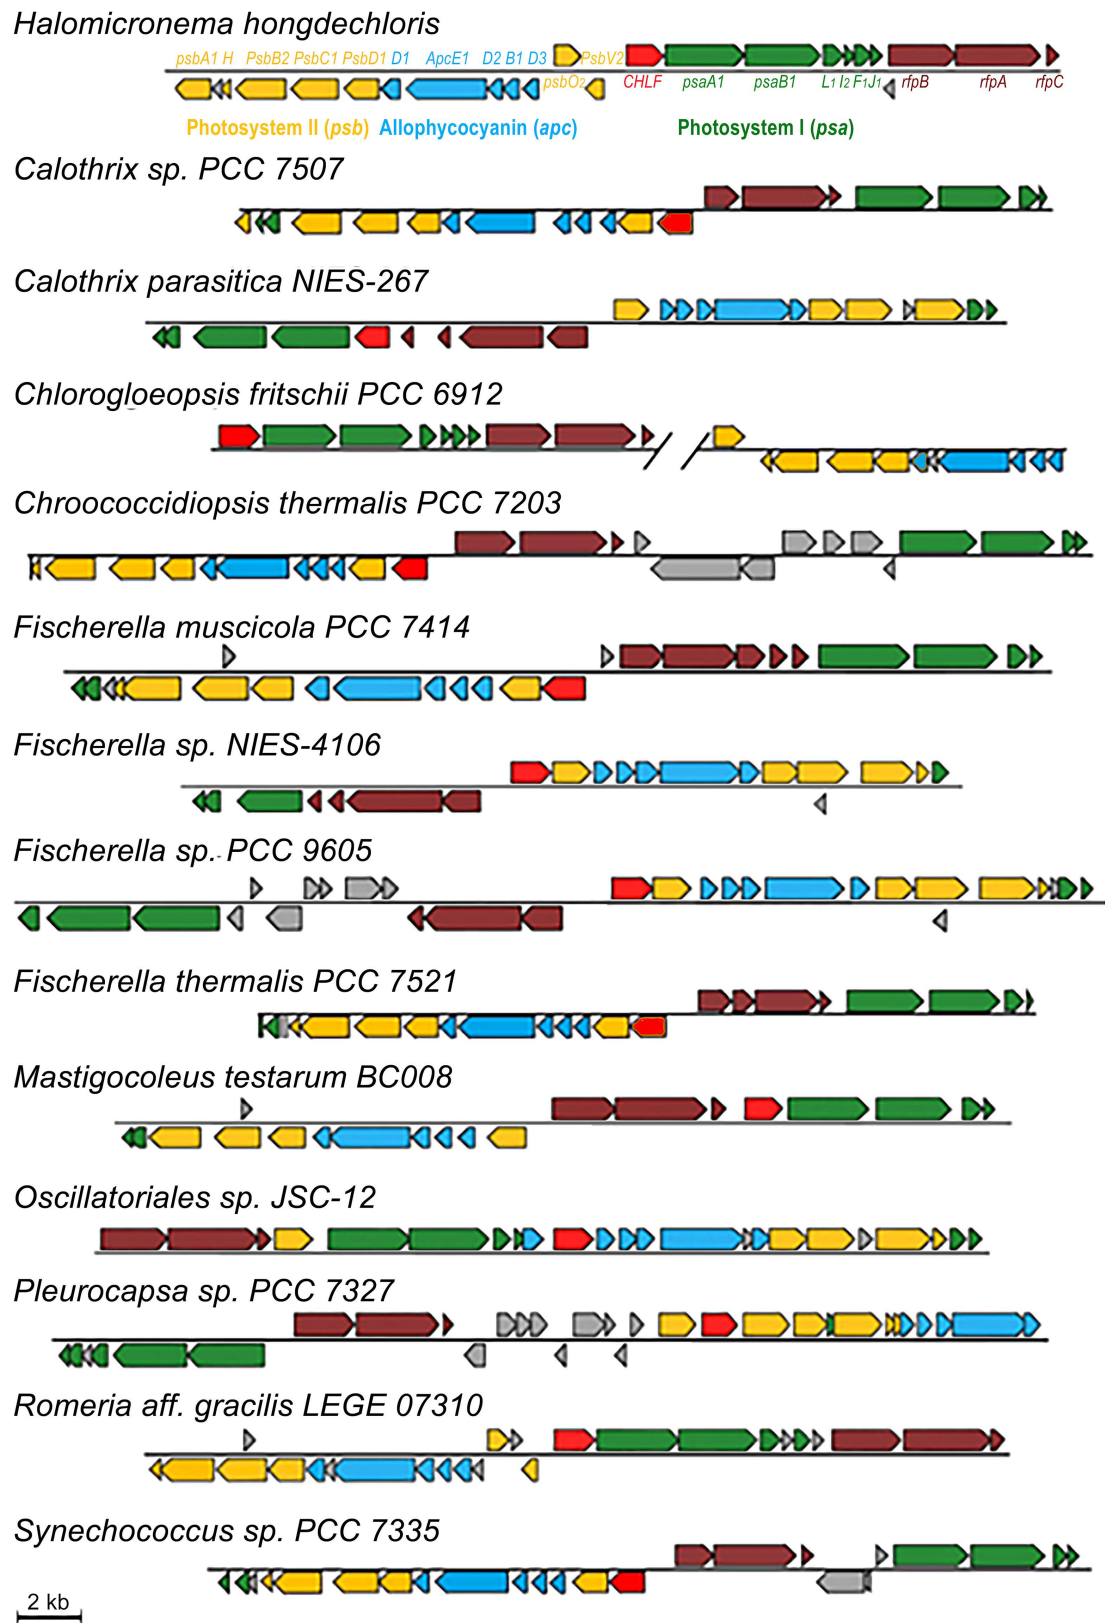 Halomicronema hongdechloris
psbA1 H PsbB2 PsbC1 PsbD1 D1 ApcE1 D2 B1 D3 PsbV2
psbO2 CHLF psaA1 psaB1 L1 I2 F1J1 rfpB rfpA rfpC
Photosystem II (psb) Allophycocyanin (apc) Photosystem I (psa)
Calothrix sp. PCC 7507
Calothrix parasitica NIES-267
Chlorogloeopsis fritschii PCC 6912
Chroococcidiopsis thermalis PCC 7203
Fischerella muscicola PCC 7414
Fischerella sp. NIES-4106
Fischerella sp. PCC 9605
Fischerella thermalis PCC 7521
Mastigocoleus testarum BC008
Oscillatoriales sp. JSC-12
Pleurocapsa sp. PCC 7327
Romeria aff. gracilis LEGE 07310
Synechococcus sp. PCC 7335
2 kb